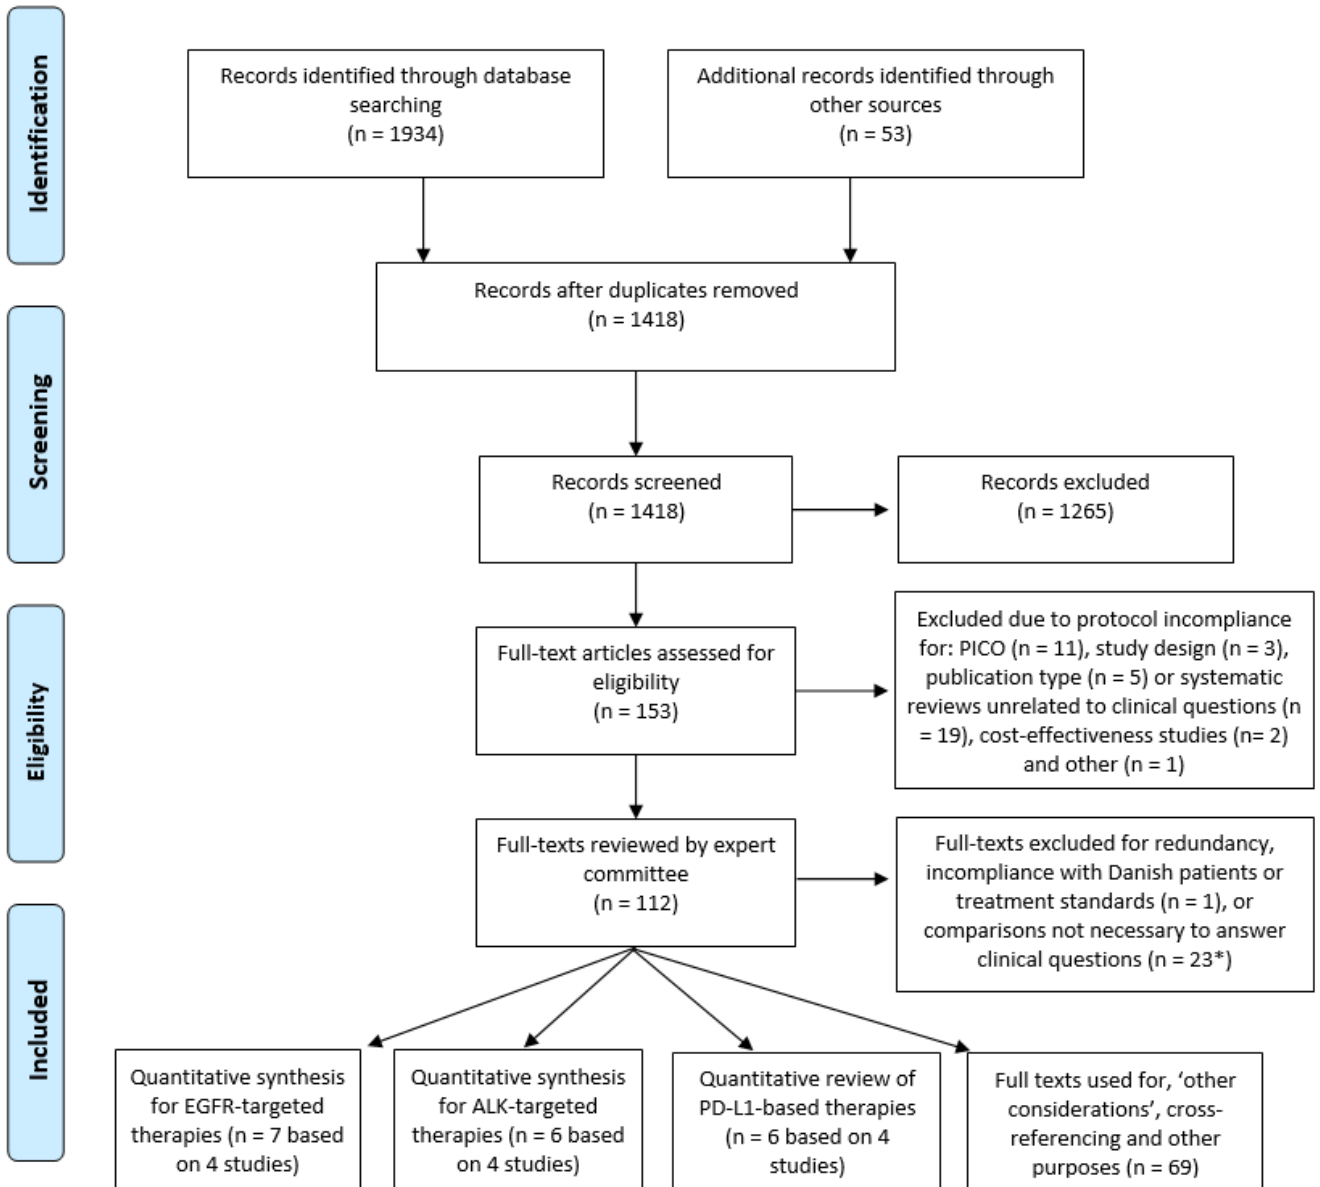 Identification
Records identified through database
searching
(n = 1934)
Additional records identified through
other sources
(n = 53)
Records after duplicates removed
(n = 1418)
Screening
Records screened
(n = 1418)
Records excluded
(n = 1265)
Eligibility
Full-text articles assessed for
eligibility
(n = 153)
Excluded due to protocol incompliance
for: PICO (n = 11), study design (n = 3),
publication type (n = 5) or systematic
reviews unrelated to clinical questions (n
= 19), cost-effectiveness studies (n= 2)
and other (n = 1)
Full-texts reviewed by expert
committee
(n = 112)
Full-texts excluded for redundancy,
incompliance with Danish patients or
treatment standards (n = 1), or
comparisons not necessary to answer
clinical questions (n = 23*)
Included
Quantitative synthesis
for EGFR-targeted
therapies (n = 7 based
on 4 studies)
Quantitative synthesis
for ALK-targeted
therapies (n = 6 based
on 4 studies)
Quantitative review of
PD-L1-based therapies
(n = 6 based on 4
studies)
Full texts used for, ‘other
considerations’, cross-
referencing and other
purposes (n = 69)